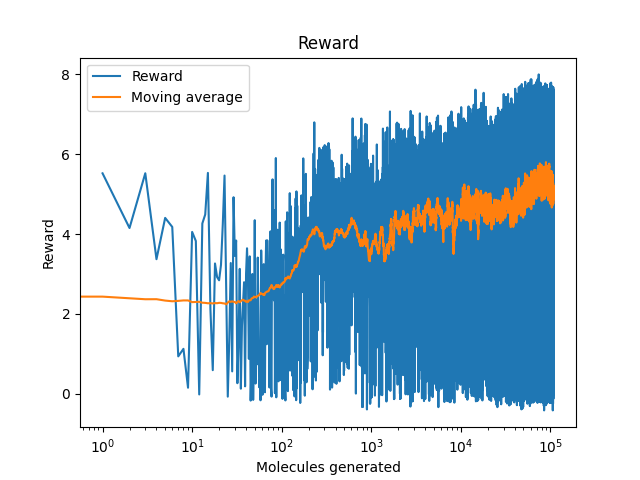 Reward
Reward
Moving average
8
6
4
2
0
Reward
10⁰
10¹
10²
10³
10⁴
10⁵
Molecules generated